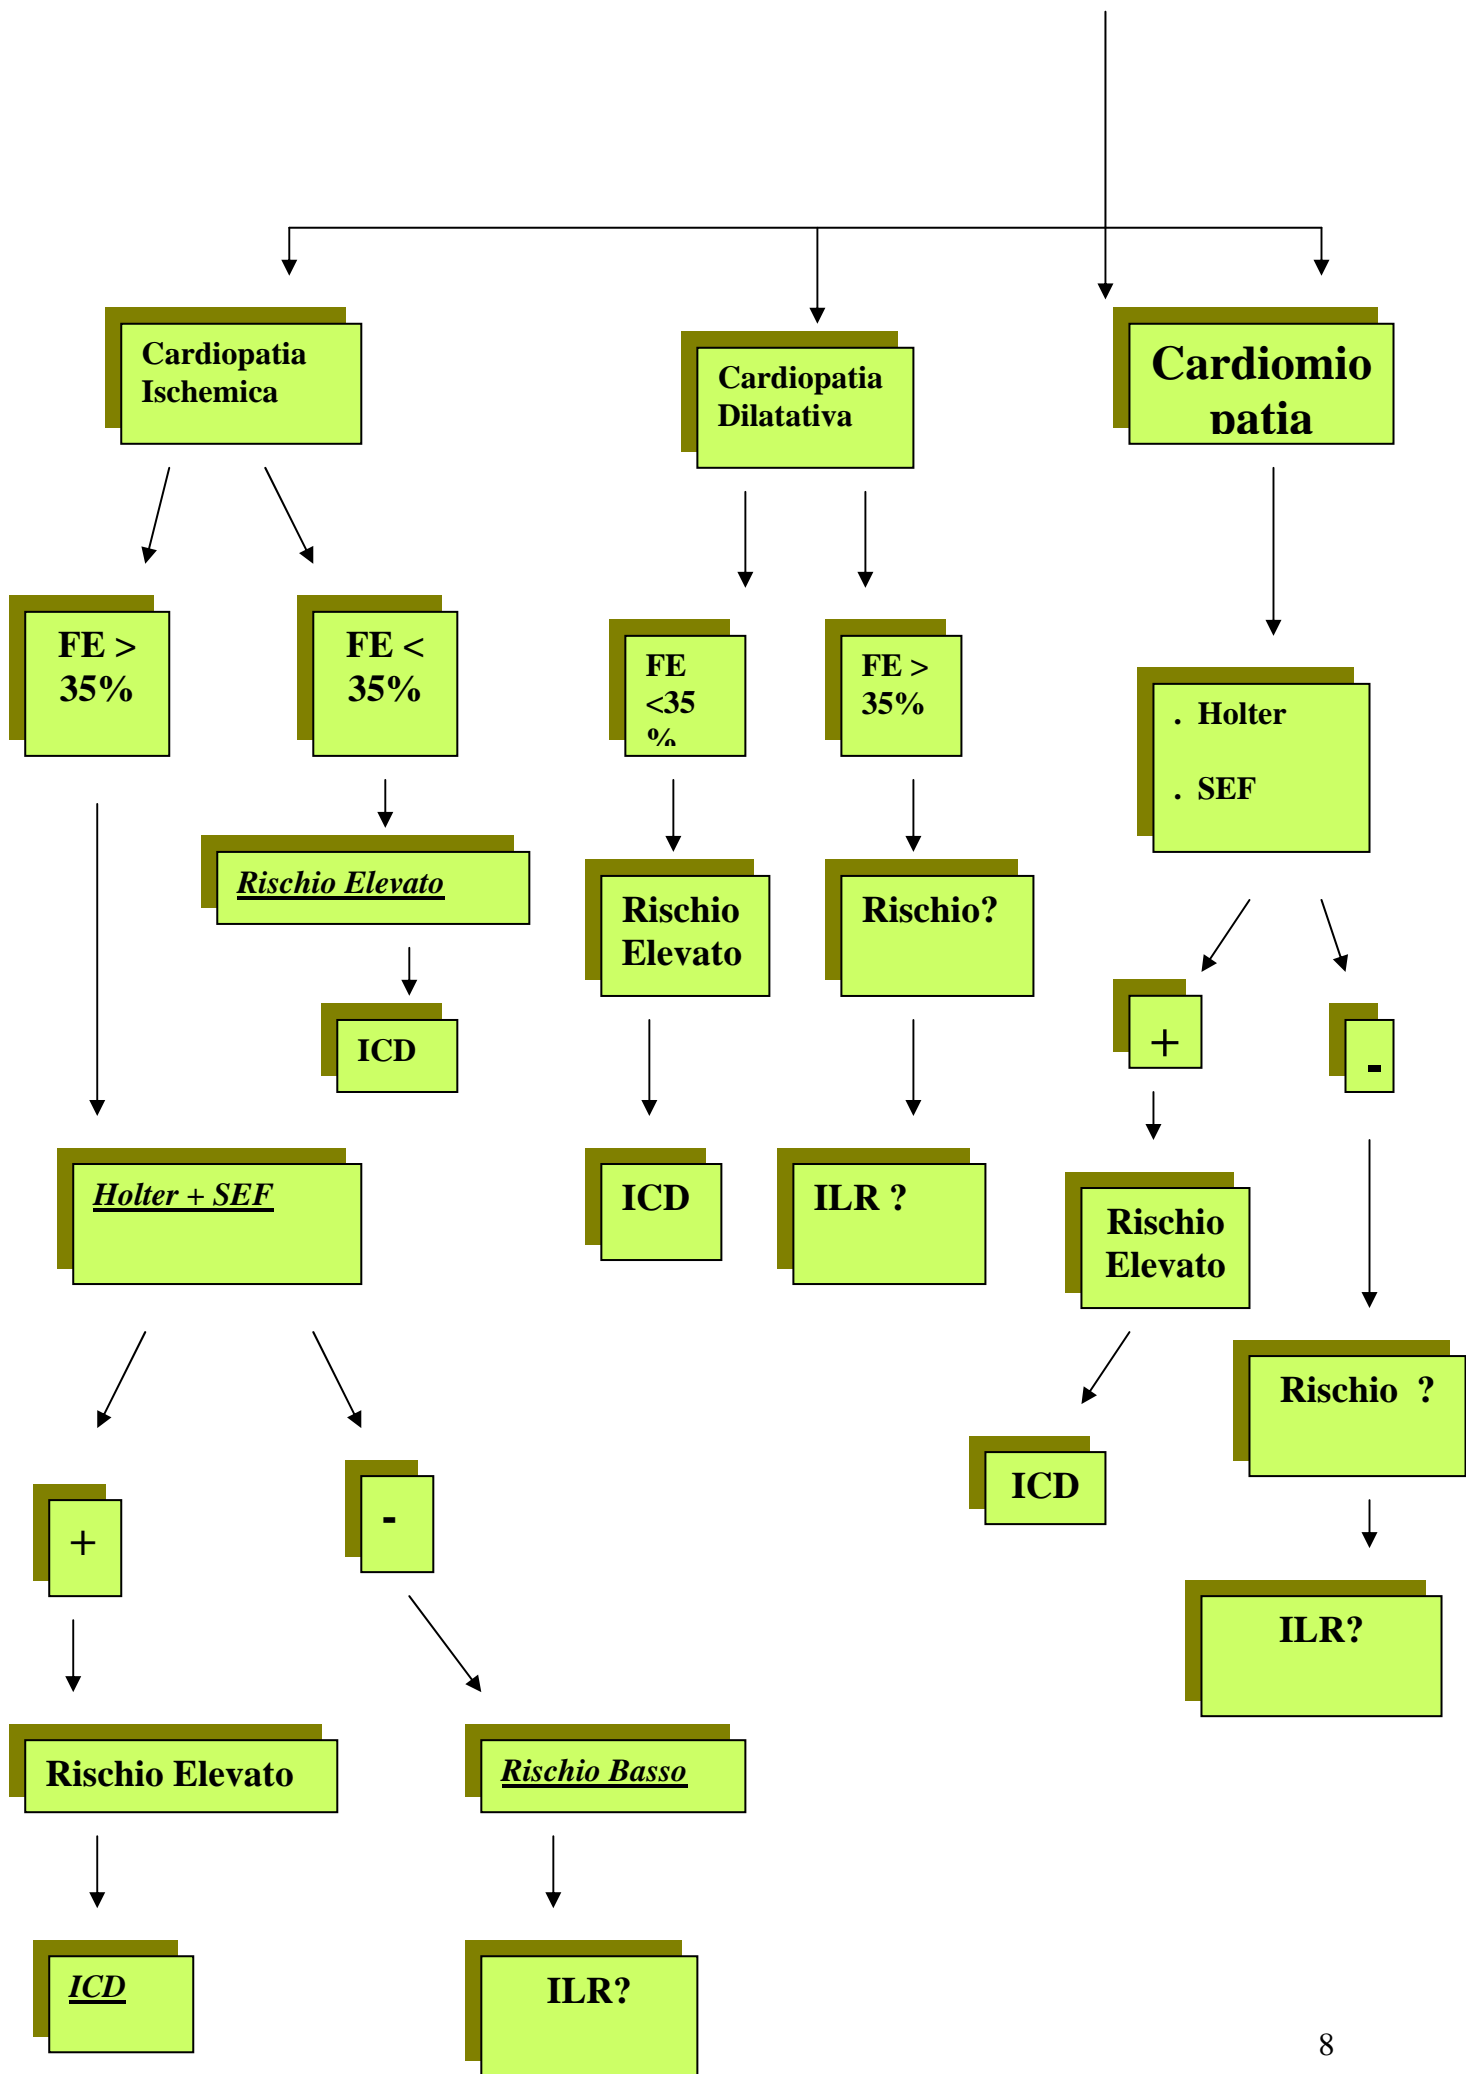 Cardiopatia
Ischemica
Cardiopatia
Dilatativa
Cardiomio
patia
FE >
35%
FE <
35%
FE
<35
%
FE >
35%
. Holter
. SEF
Rischio Elevato
Rischio
Elevato
Rischio?
ICD
+
-
Holter + SEF
ICD
ILR ?
Rischio
Elevato
Rischio ?
ICD
+
-
ILR?
Rischio Elevato
Rischio Basso
ICD
ILR?
8